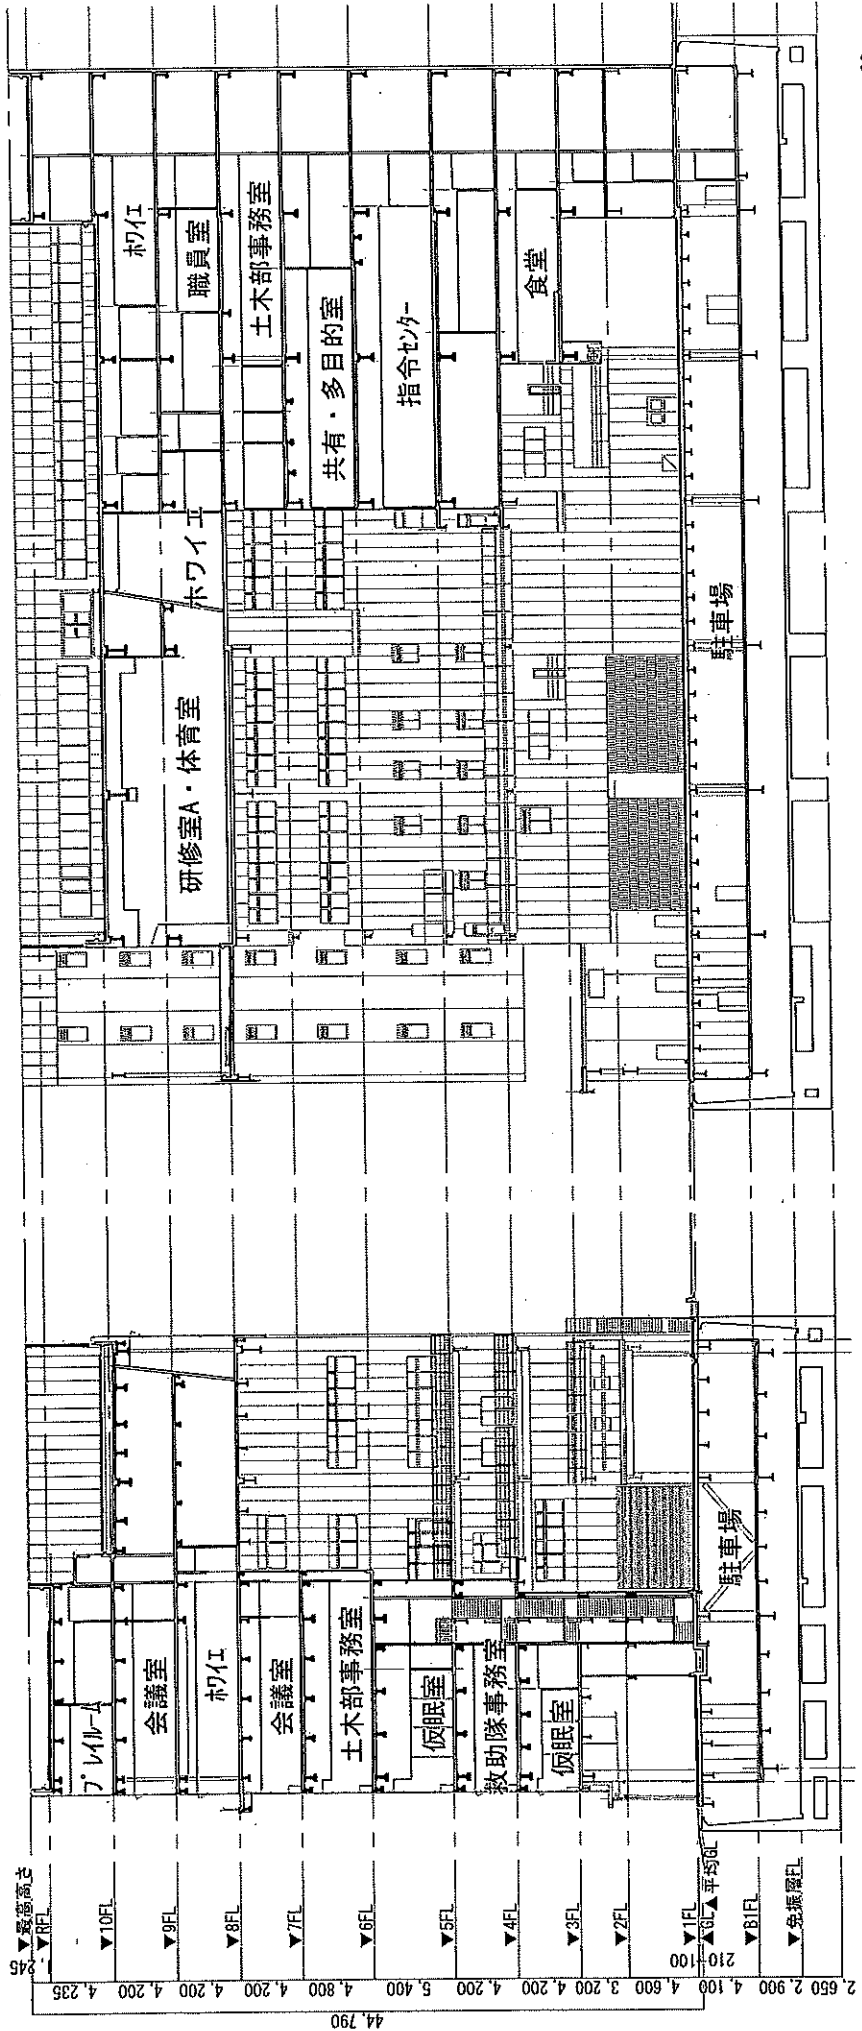 ▼最高高さ
▼RFL
▼10FL
▼9FL
▼8FL
▼7FL
▼6FL
▼5FL
▼4FL
▼3FL
▼2FL
▼1FL
▲GL
▲平均GL
▼B1FL
▼免振層FL
1,245
4,235
4,200
4,200
4,200
4,800
5,400
4,200
4,200
3,200
4,600
210
100
4,100
2,990
2,650
44,790
プレイルーム
会議室
ホワイエ
会議室
土木部事務室
仮眠室
救助隊事務室
仮眠室
駐車場
研修室A・体育室
ホワイエ
ホワイエ
職員室
土木部事務室
共有・多目的室
指令センター
食堂
駐車場